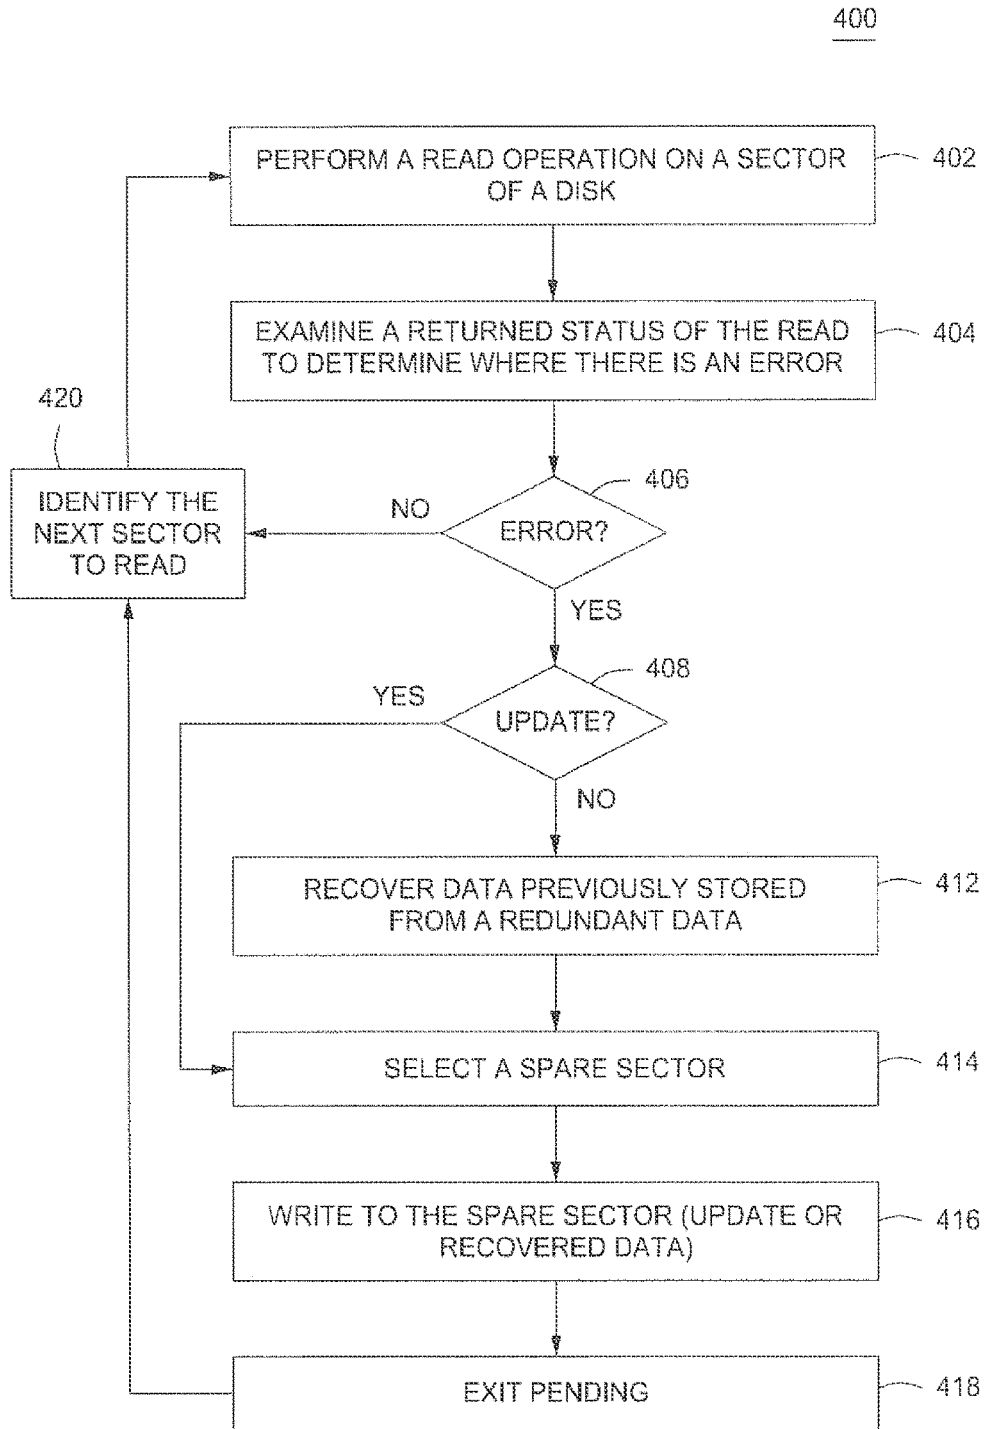 400
PERFORM A READ OPERATION ON A SECTOR
OF A DISK
402
EXAMINE A RETURNED STATUS OF THE READ
TO DETERMINE WHERE THERE IS AN ERROR
404
420
IDENTIFY THE
NEXT SECTOR
TO READ
NO
ERROR?
406
YES
YES
UPDATE?
408
NO
RECOVER DATA PREVIOUSLY STORED
FROM A REDUNDANT DATA
412
SELECT A SPARE SECTOR
414
WRITE TO THE SPARE SECTOR (UPDATE OR
RECOVERED DATA)
416
EXIT PENDING
418